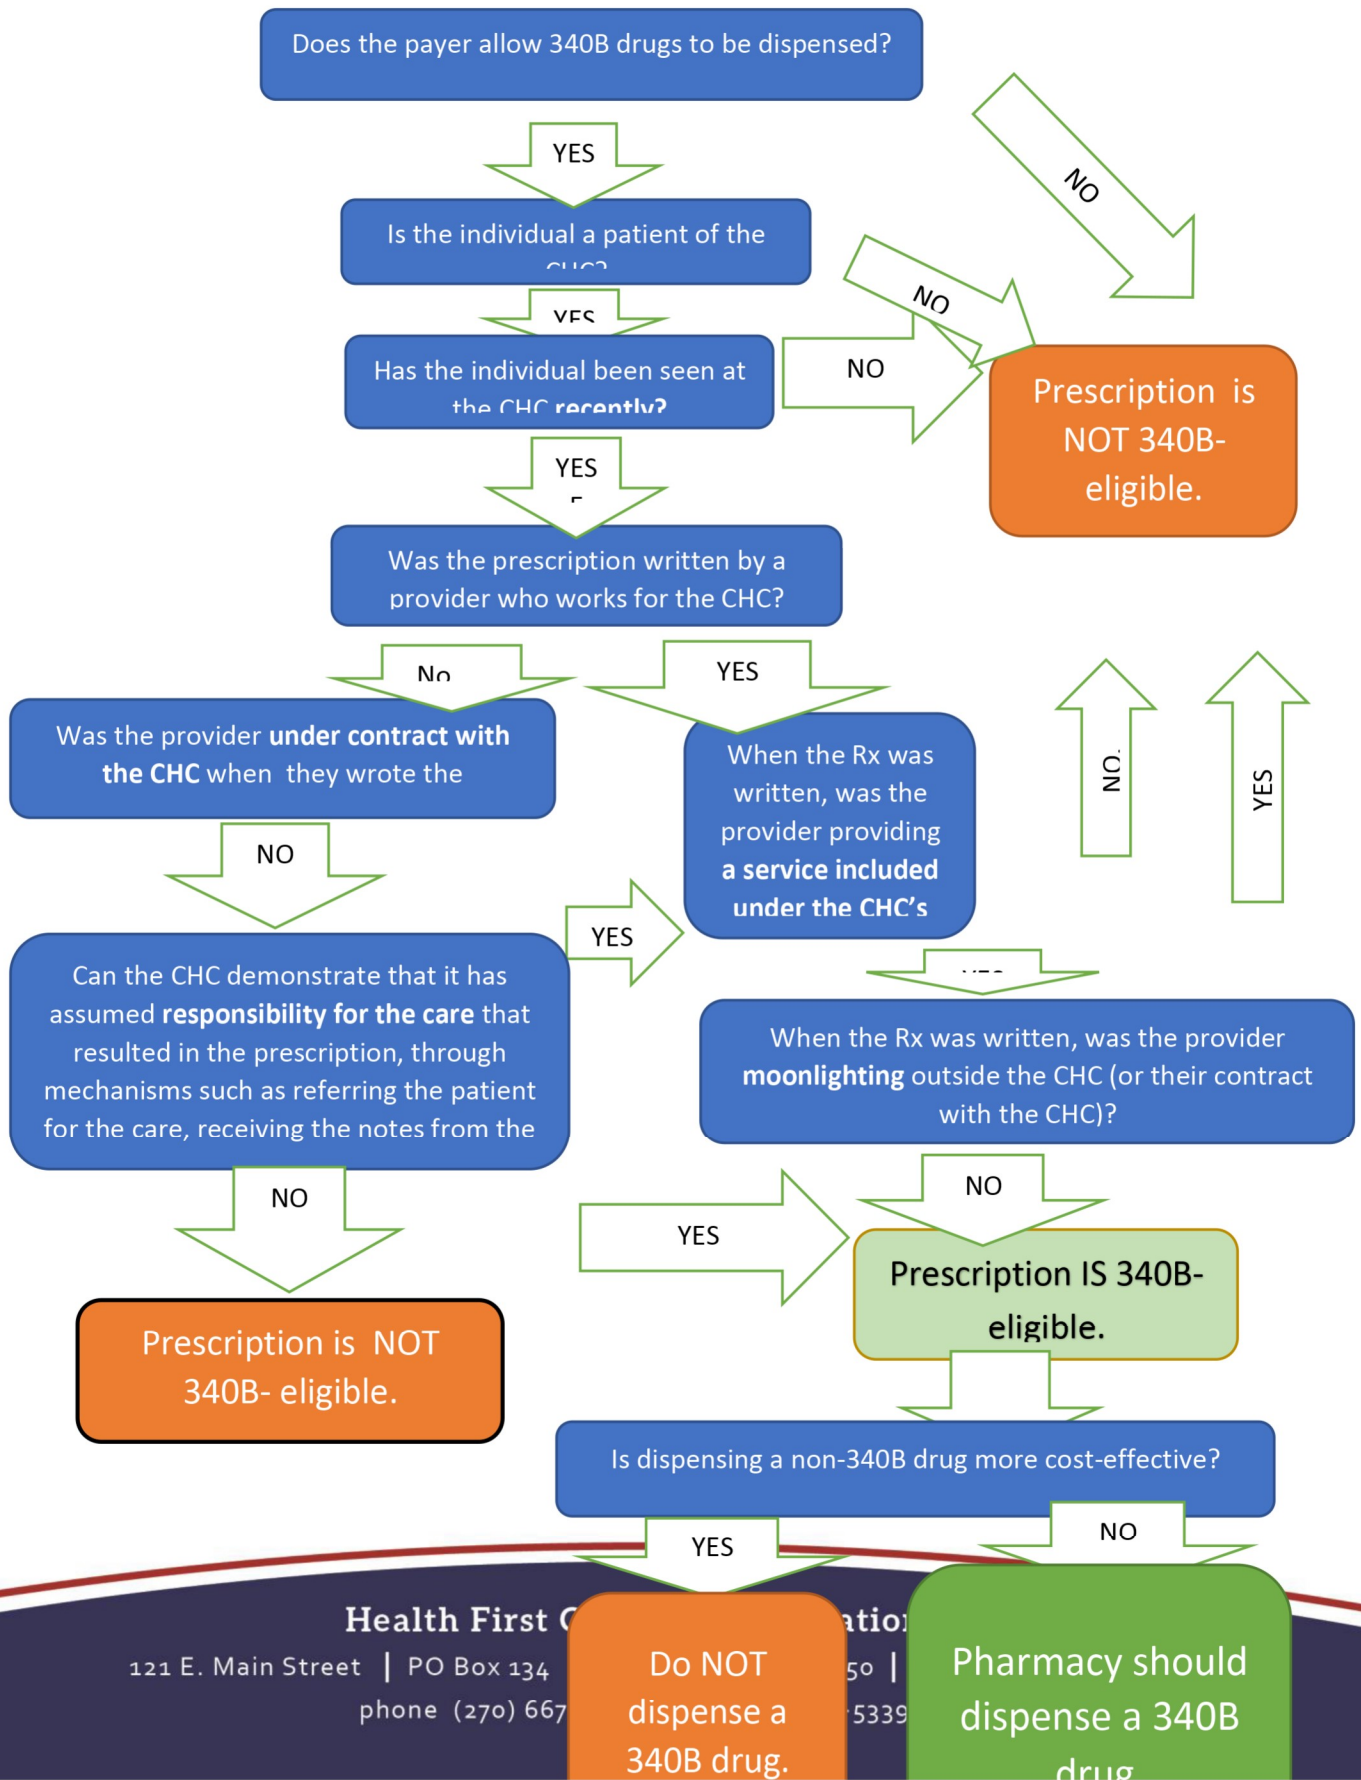 Does the payer allow 340B drugs to be dispensed?
YES
NO
Is the individual a patient of the
CHC?
NO
YES
Has the individual been seen at
the CHC recently?
NO
Prescription is
NOT 340B-
eligible.
YES
Was the prescription written by a
provider who works for the CHC?
No
YES
Was the provider under contract with
the CHC when they wrote the
When the Rx was
written, was the
provider providing
a service included
under the CHC's
NO.
YES
NO
YES
Can the CHC demonstrate that it has
assumed responsibility for the care that
resulted in the prescription, through
mechanisms such as referring the patient
for the care, receiving the notes from the
When the Rx was written, was the provider
moonlighting outside the CHC (or their contract
with the CHC)?
NO
NO
YES
Prescription IS 340B-
eligible.
Prescription is NOT
340B- eligible.
Is dispensing a non-340B drug more cost-effective?
YES
NO
Health First
121 E. Main Street | PO Box 134
phone (270) 667
5339
Do NOT
dispense a
340B drug.
Pharmacy should
dispense a 340B
drug